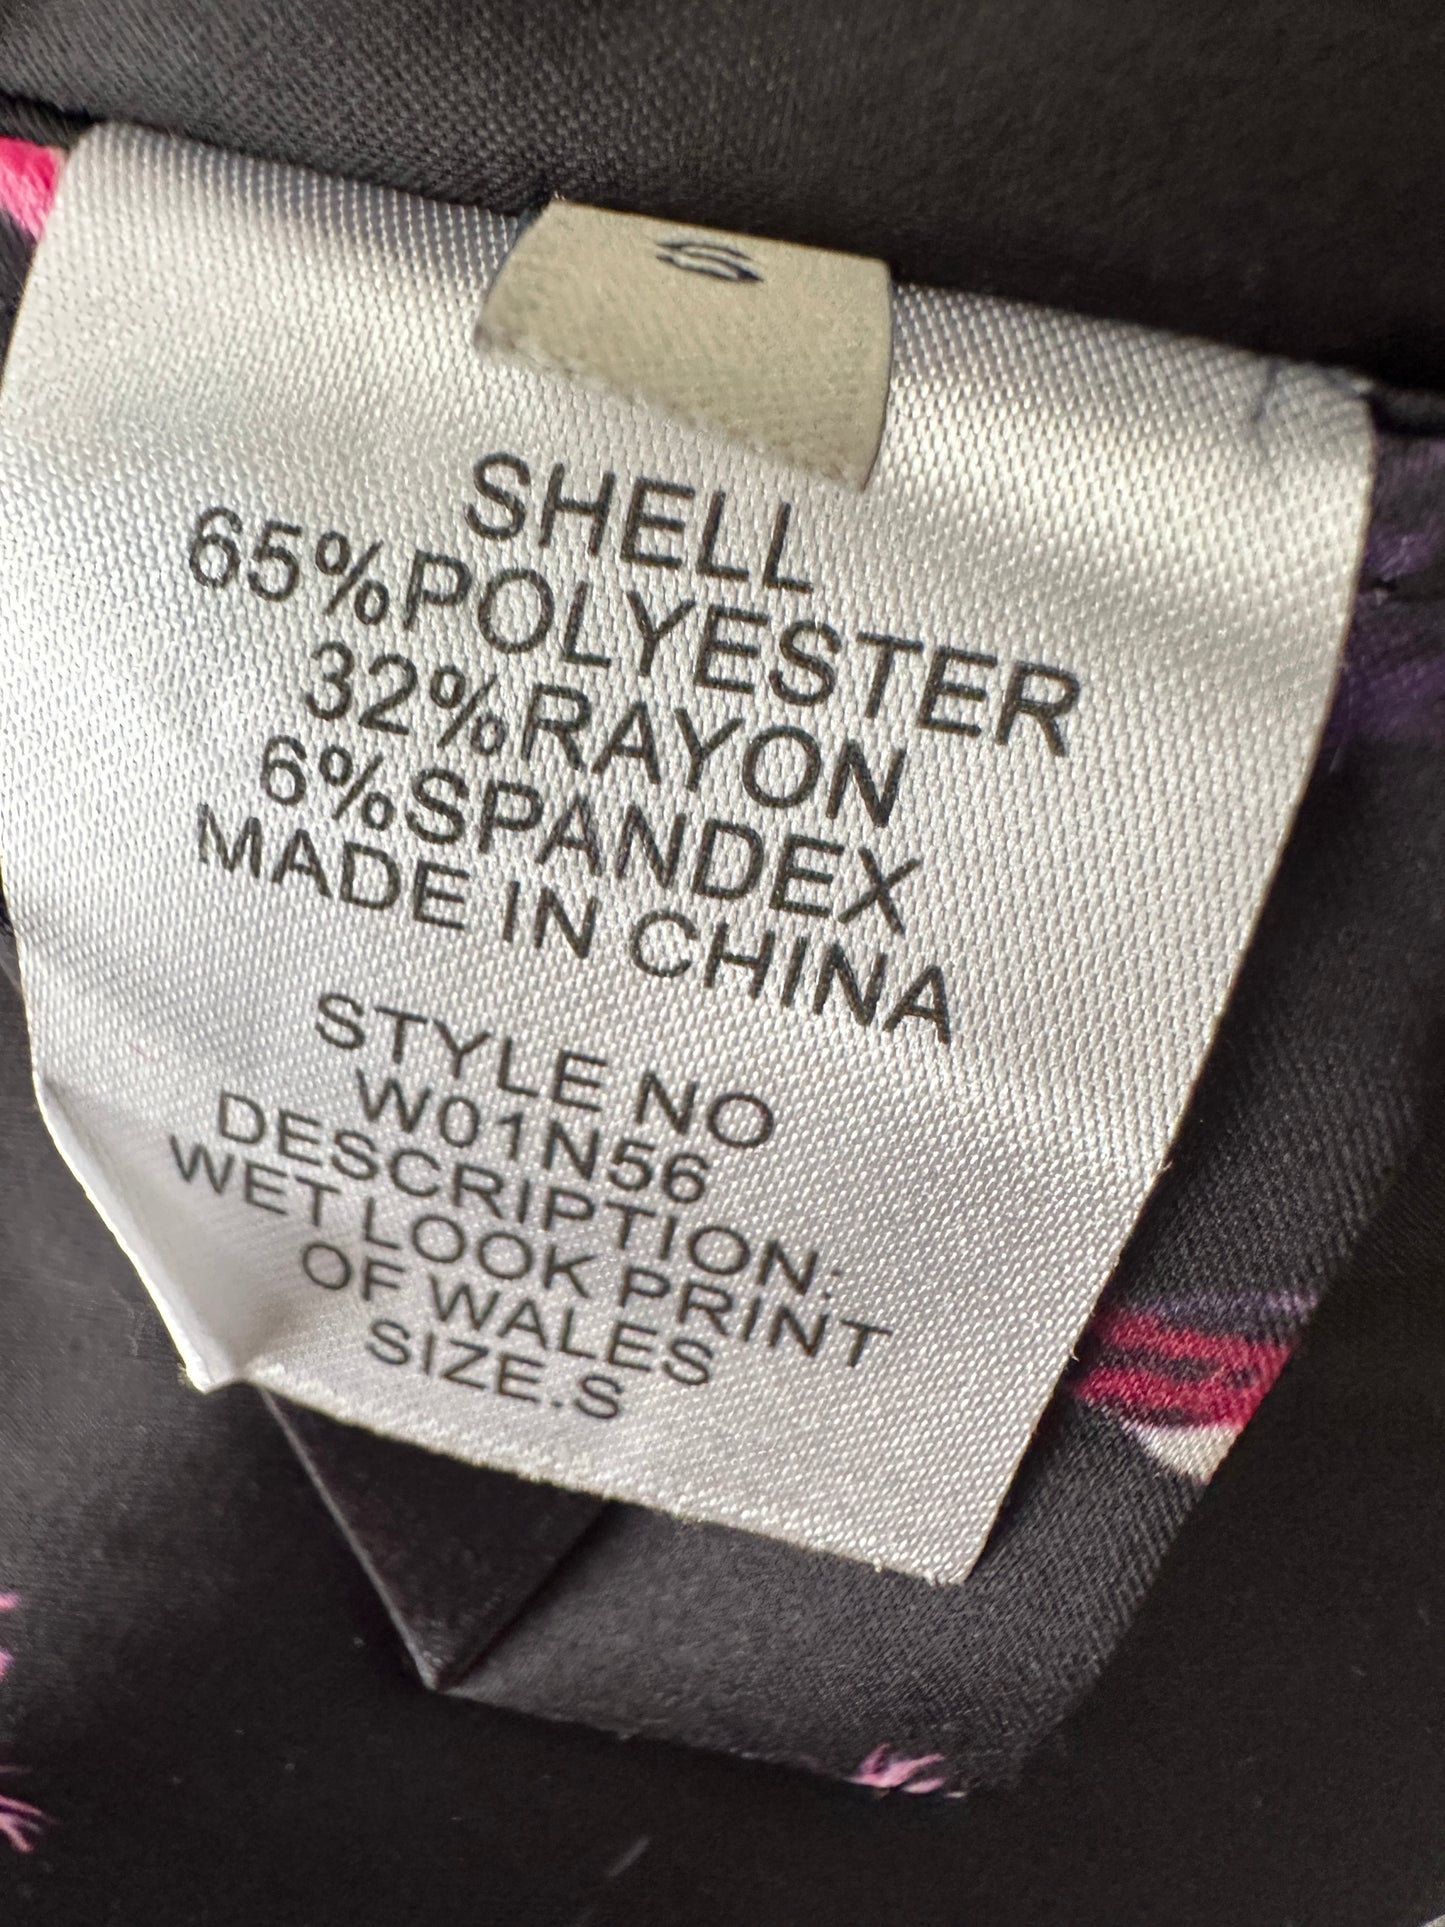 S
SHELL
65%POLYESTER
32%RAYON
6%SPANDEX
MADE IN CHINA
STYLE NO
W01N56
DESCRIPTION:
WET LOOK PRINT
OF WALES
SIZE.S